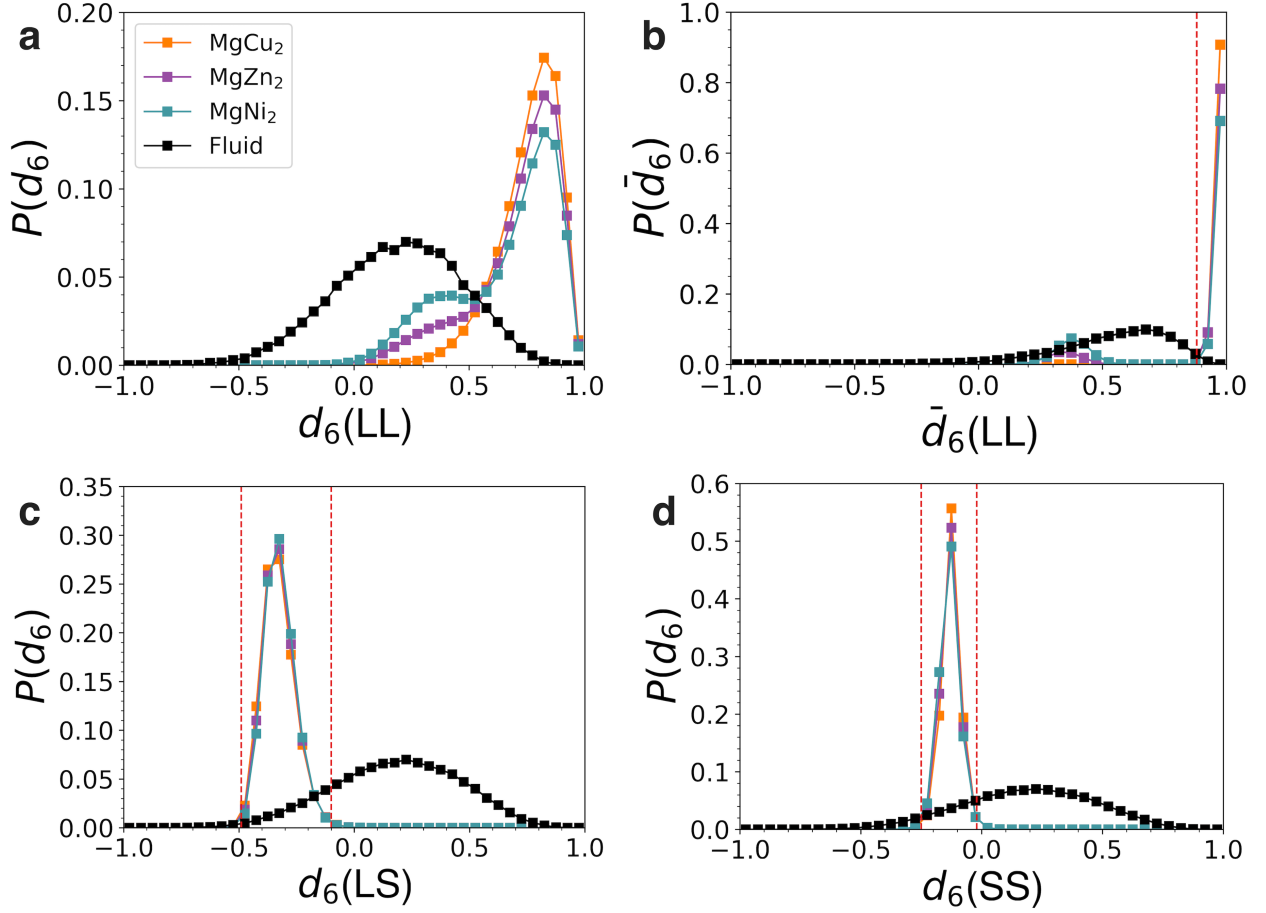 a
0.20
0.15
0.10
0.05
0.00
P(d₆)
MgCu₂
MgZn₂
MgNi₂
Fluid
−1.0 −0.5 0.0 0.5 1.0
d₆(LL)
b
1.0
0.8
0.6
0.4
0.2
0.0
P(d̄₆)
−1.0 −0.5 0.0 0.5 1.0
d̄₆(LL)
c
0.35
0.30
0.25
0.20
0.15
0.10
0.05
0.00
P(d₆)
−1.0 −0.5 0.0 0.5 1.0
d₆(LS)
d
0.6
0.5
0.4
0.3
0.2
0.1
0.0
P(d₆)
−1.0 −0.5 0.0 0.5 1.0
d₆(SS)